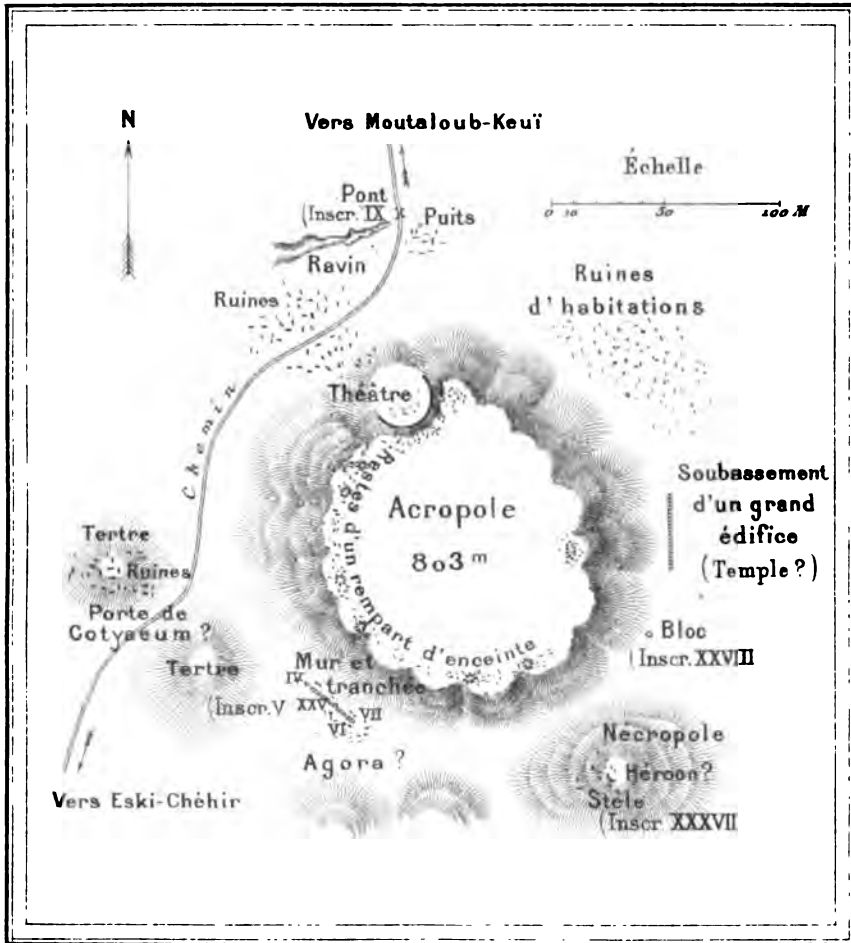 N
Vers Moutaloub-Keuï
Échelle
0 10 50 100 M
Pont
(Inscr. IX
Puits
Ravin
Ruines
Ruines
d'habitations
Chemin
Théâtre
Restes d'un rempart d'enceinte
Acropole
803 m
Soubassement
d'un grand
édifice
(Temple?)
Tertre
Ruines
Porte de
Cotyaeum ?
Bloc
(Inscr. XXVIII
Tertre
Mur et
tranchée
IV
(Inscr. V XXV VII
VI
Agora ?
Nécropole
Héroon?
Stèle
(Inscr. XXXVII
Vers Eski-Chéhir